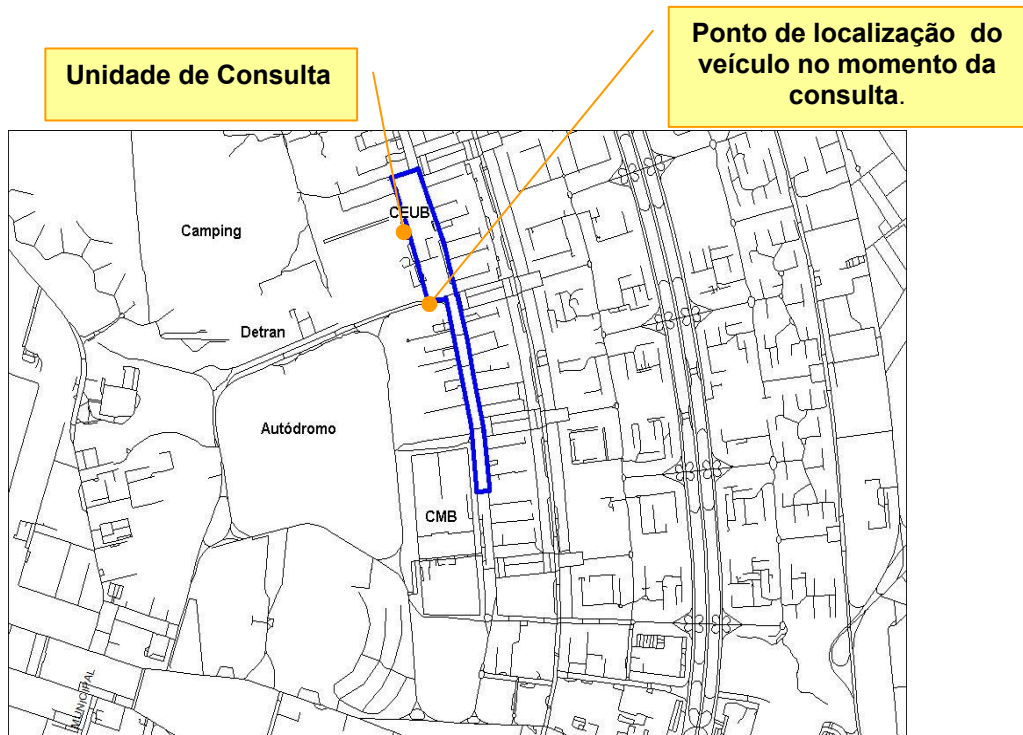 Ponto de localização do
veículo no momento da
consulta.
Unidade de Consulta
CEUB
Camping
Detran
Autódromo
CMB
MUNICIPAL